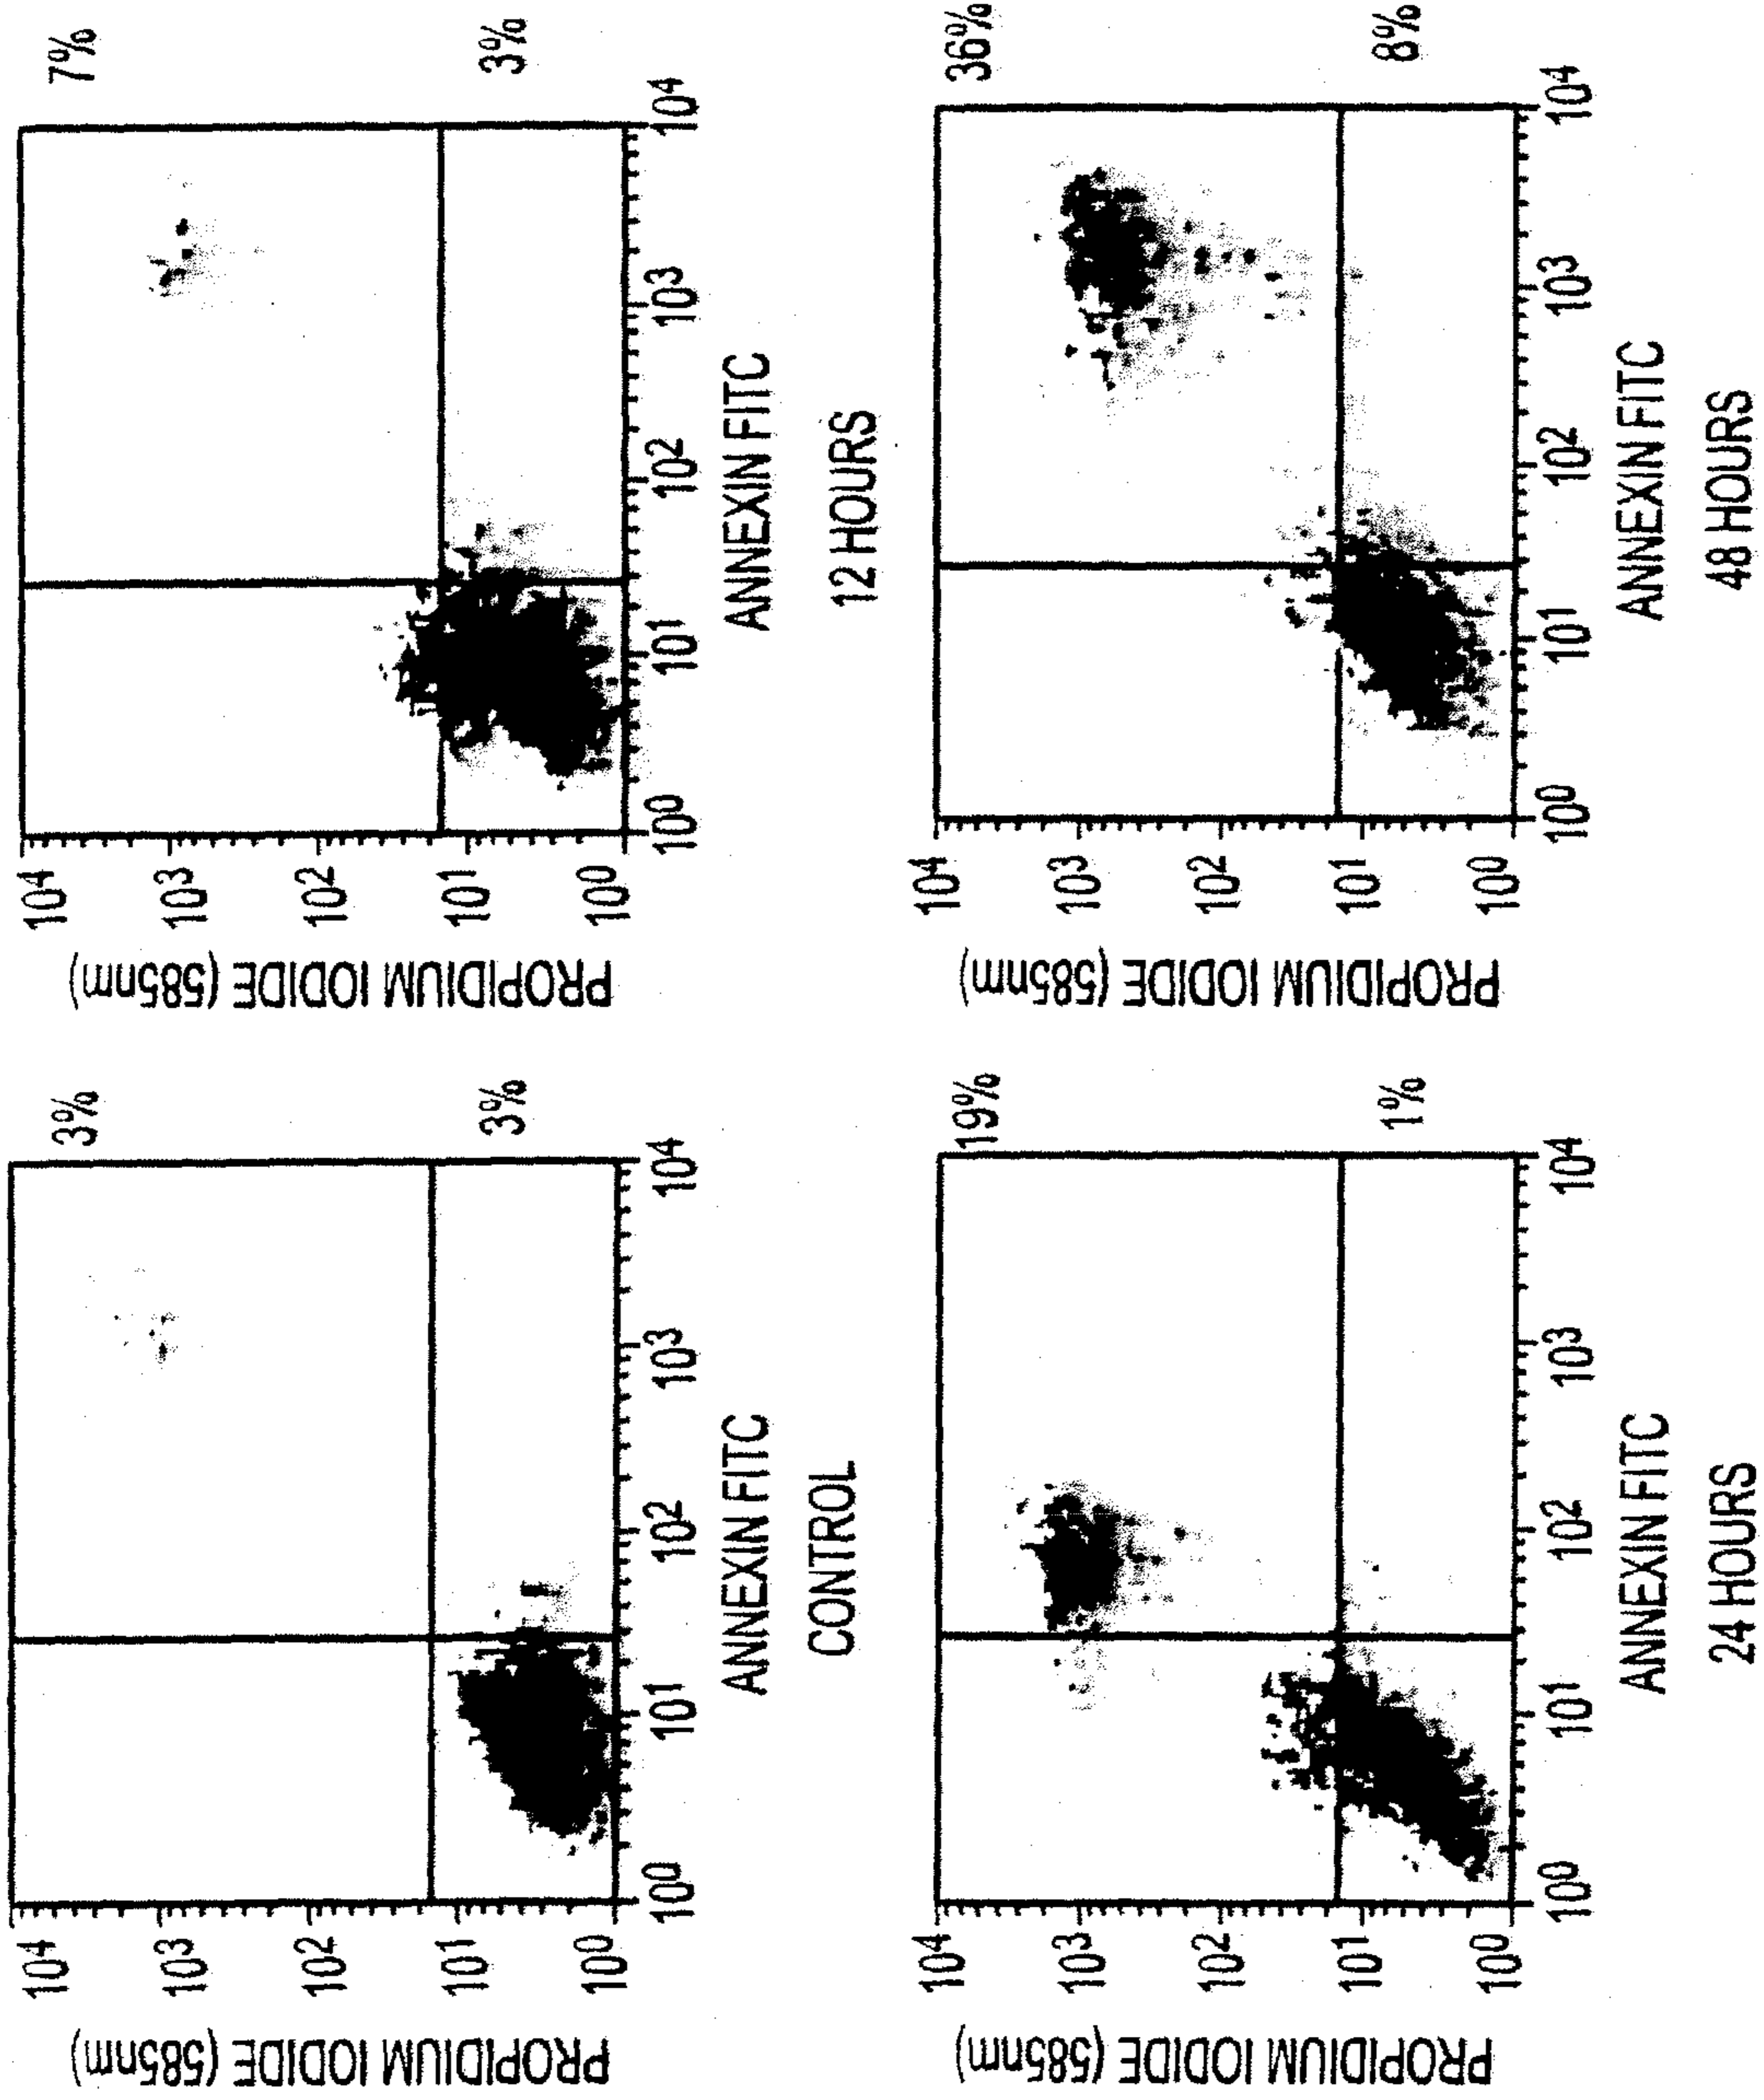 PROPIDIUM IODIDE (585nm)
10⁴
10³
10²
10¹
10⁰
3%
3%
10⁰ 10¹ 10² 10³ 10⁴
ANNEXIN FITC
CONTROL
PROPIDIUM IODIDE (585nm)
10⁴
10³
10²
10¹
10⁰
7%
3%
10⁰ 10¹ 10² 10³ 10⁴
ANNEXIN FITC
12 HOURS
PROPIDIUM IODIDE (585nm)
10⁴
10³
10²
10¹
10⁰
19%
1%
10⁰ 10¹ 10² 10³ 10⁴
ANNEXIN FITC
24 HOURS
PROPIDIUM IODIDE (585nm)
10⁴
10³
10²
10¹
10⁰
36%
8%
10⁰ 10¹ 10² 10³ 10⁴
ANNEXIN FITC
48 HOURS